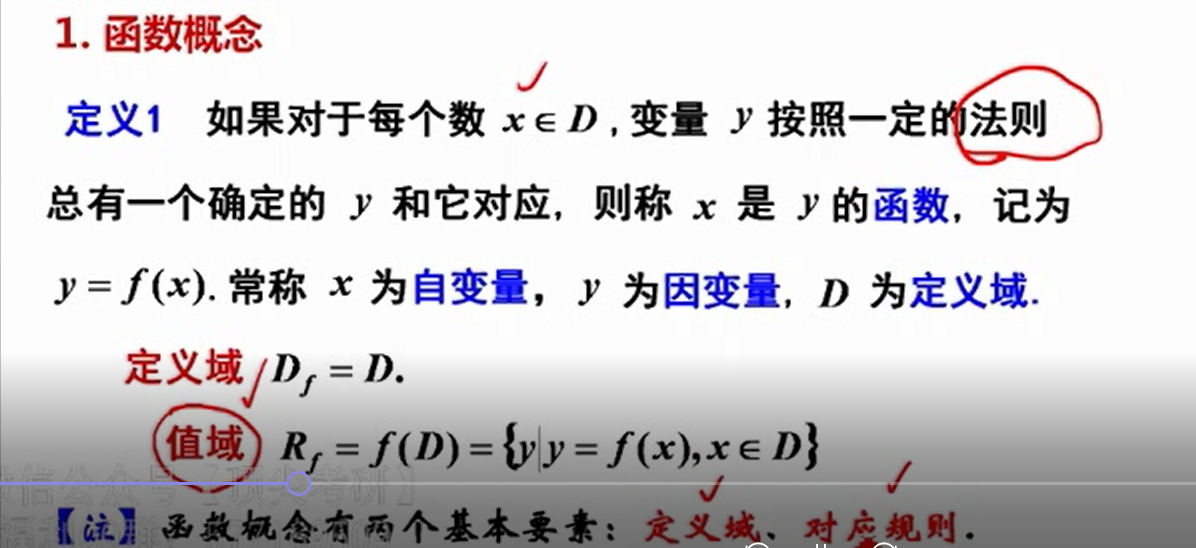 1. 函数概念
定义1 如果对于每个数 x∈D , 变量 y 按照一定的法则
总有一个确定的 y 和它对应, 则称 x 是 y 的函数, 记为
y = f(x). 常称 x 为自变量, y 为因变量, D 为定义域.
定义域 D_f = D.
值域 R_f = f(D) = {y|y = f(x), x∈D}
信公众号【顶尖考研】
【注】函数概念有两个基本要素: 定义域、对应规则.